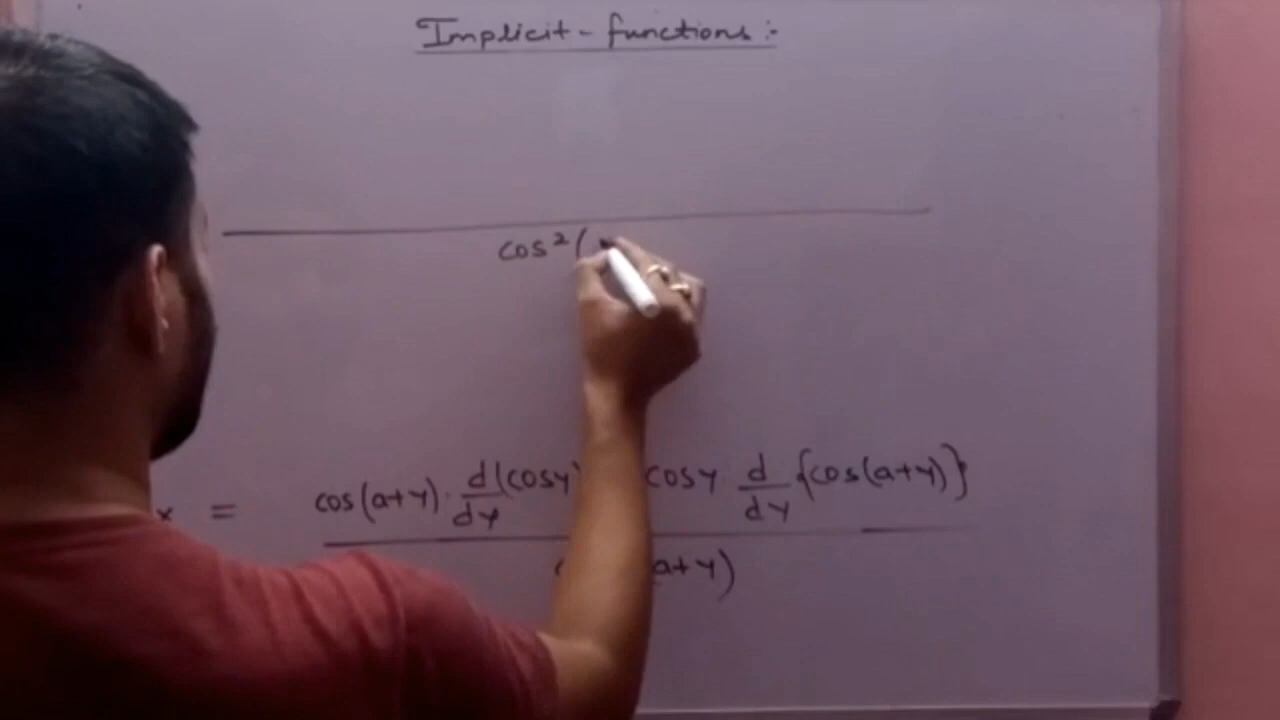 Implicit - functions :-
cos²(
x = cos(a+y) · d(cosy) cosy · d {cos(a+y)}
dy dy
a+y)